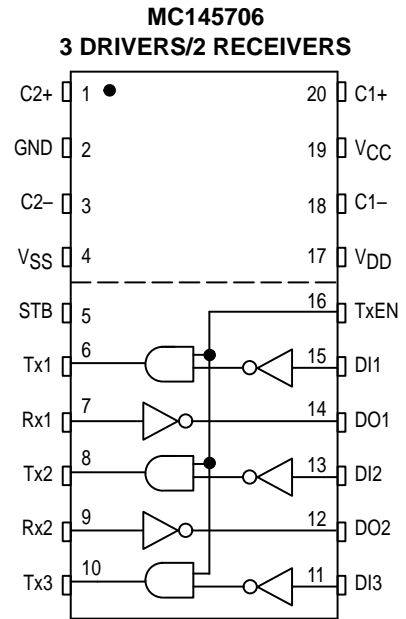 MC145706
3 DRIVERS/2 RECEIVERS
C2+ 1 20 C1+
GND 2 19 VCC
C2– 3 18 C1–
VSS 4 17 VDD
STB 5 16 TxEN
Tx1 6 15 DI1
Rx1 7 14 DO1
Tx2 8 13 DI2
Rx2 9 12 DO2
Tx3 10 11 DI3